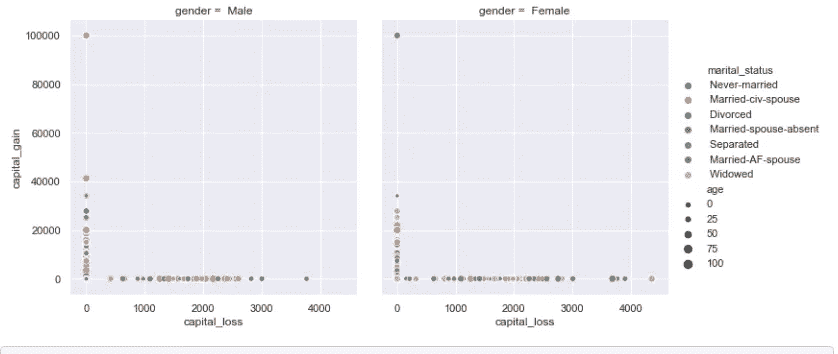 gender = Male
gender = Female
100000
80000
60000
40000
20000
0
capital_gain
0 1000 2000 3000 4000
capital_loss
0 1000 2000 3000 4000
capital_loss
marital_status
Never-married
Married-civ-spouse
Divorced
Married-spouse-absent
Separated
Married-AF-spouse
Widowed
age
0
25
50
75
100